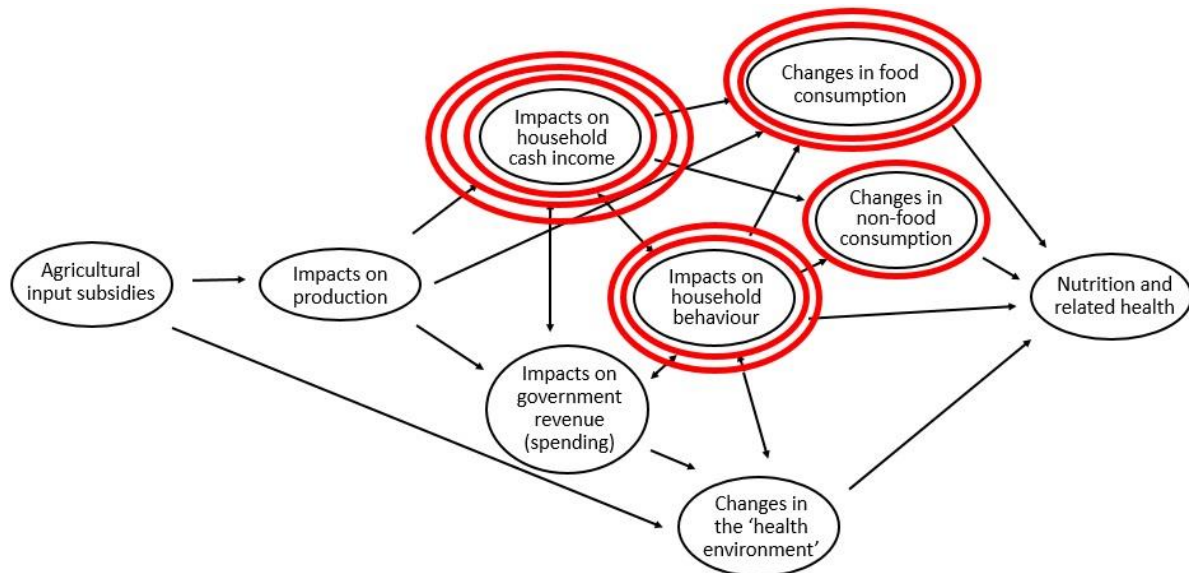 Changes in food
consumption
Impacts on
household
cash income
Changes in
non-food
consumption
Agricultural
input subsidies
Impacts on
production
Impacts on
household
behaviour
Nutrition and
related health
Impacts on
government
revenue
(spending)
Changes in
the ‘health
environment’